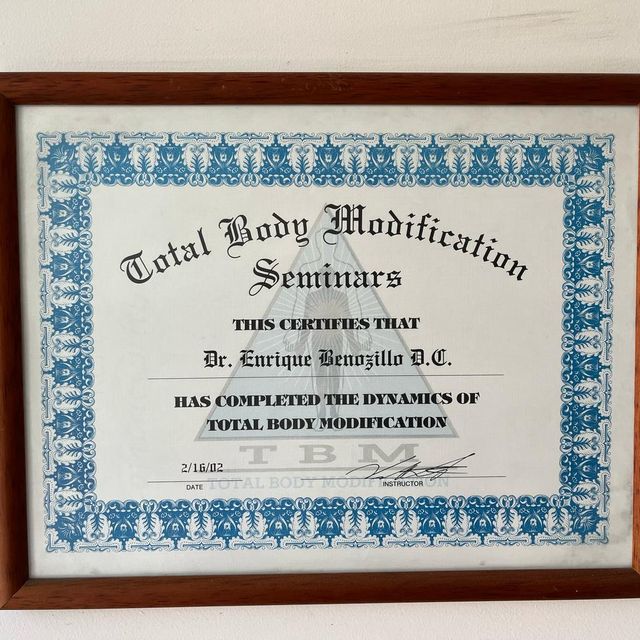 Total Body Modification
Seminars
THIS CERTIFIES THAT
Dr. Enrique Benozillo D.C.
HAS COMPLETED THE DYNAMICS OF
TOTAL BODY MODIFICATION
TBM
2/16/02
DATE
INSTRUCTOR
TOTAL BODY MODIFICATION